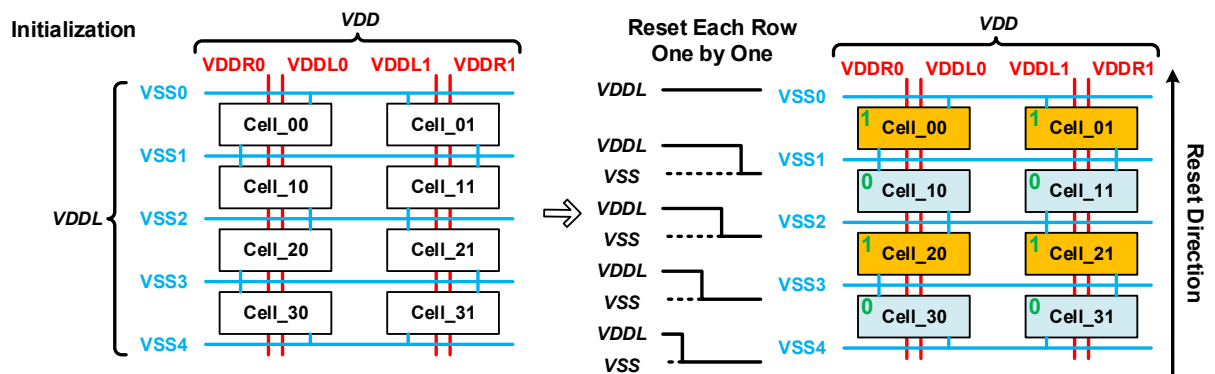 Initialization
VDD
VDDR0 VDDL0 VDDL1 VDDR1
VSS0
Cell_00 Cell_01
VSS1
Cell_10 Cell_11
VDDL
VSS2
Cell_20 Cell_21
VSS3
Cell_30 Cell_31
VSS4
Reset Each Row
One by One
VDD
VDDR0 VDDL0 VDDL1 VDDR1
VDDL
VSS0
1 Cell_00 1 Cell_01
VDDL
VSS
VSS1
0 Cell_10 0 Cell_11
VDDL
VSS
VSS2
1 Cell_20 1 Cell_21
VDDL
VSS
VSS3
0 Cell_30 0 Cell_31
VDDL
VSS
VSS4
Reset Direction